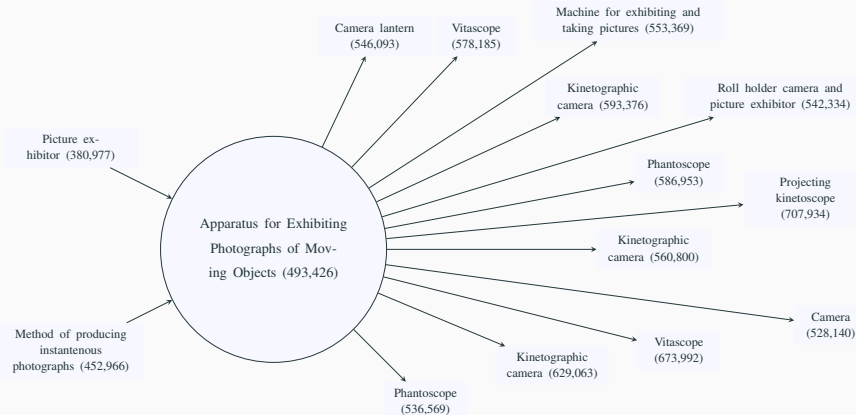 Camera lantern
(546,093)
Vitascope
(578,185)
Machine for exhibiting and
taking pictures (553,369)
Kinetographic
camera (593,376)
Roll holder camera and
picture exhibitor (542,334)
Picture ex-
hibitor (380,977)
Phantoscope
(586,953)
Projecting
kinetoscope
(707,934)
Apparatus for Exhibiting
Photographs of Mov-
ing Objects (493,426)
Kinetographic
camera (560,800)
Camera
(528,140)
Method of producing
instantenous
photographs (452,966)
Vitascope
(673,992)
Kinetographic
camera (629,063)
Phantoscope
(536,569)